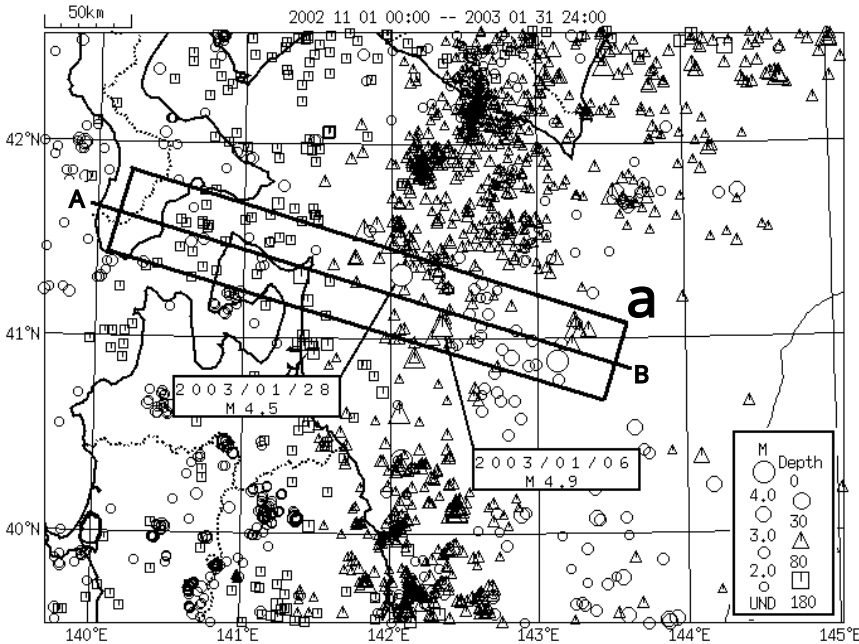 50km
2002 11 01 00:00 -- 2003 01 31 24:00
42°N
A
a
41°N
B
2003/01/28
M 4.5
2003/01/06
M 4.9
M
Depth
0
4.0
30
3.0
80
2.0
UND 180
40°N
140°E 141°E 142°E 143°E 144°E 145°E